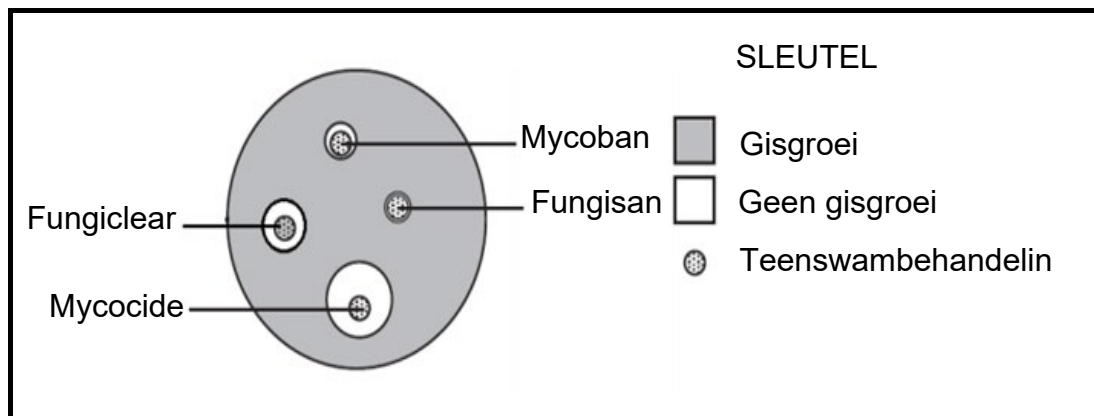 SLEUTEL
Mycoban
Gisgroei
Fungisan
Geen gisgroei
Fungiclear
Teenswambehandelin
Mycocide